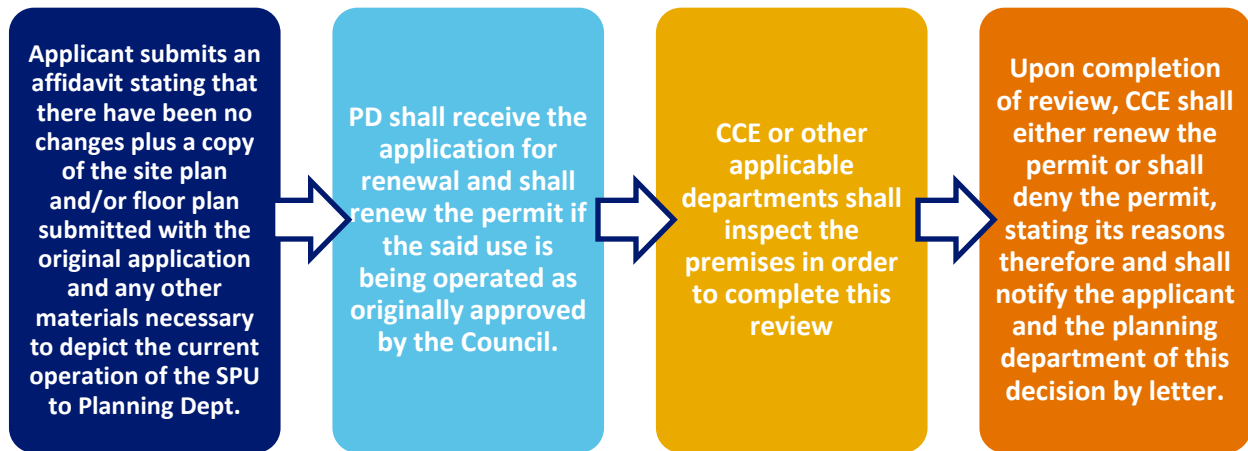 Applicant submits an
affidavit stating that
there have been no
changes plus a copy
of the site plan
and/or floor plan
submitted with the
original application
and any other
materials necessary
to depict the current
operation of the SPU
to Planning Dept.
PD shall receive the
application for
renewal and shall
renew the permit if
the said use is
being operated as
originally approved
by the Council.
CCE or other
applicable
departments shall
inspect the
premises in order
to complete this
review
Upon completion
of review, CCE shall
either renew the
permit or shall
deny the permit,
stating its reasons
therefore and shall
notify the applicant
and the planning
department of this
decision by letter.